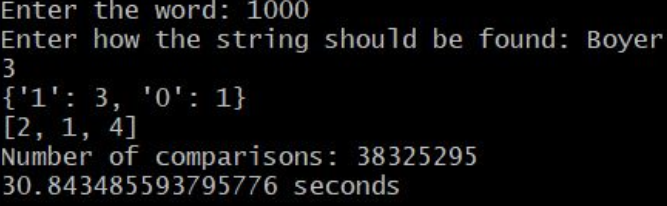 Enter the word: 1000
Enter how the string should be found: Boyer
3
{'1': 3, '0': 1}
[2, 1, 4]
Number of comparisons: 38325295
30.843485593795776 seconds